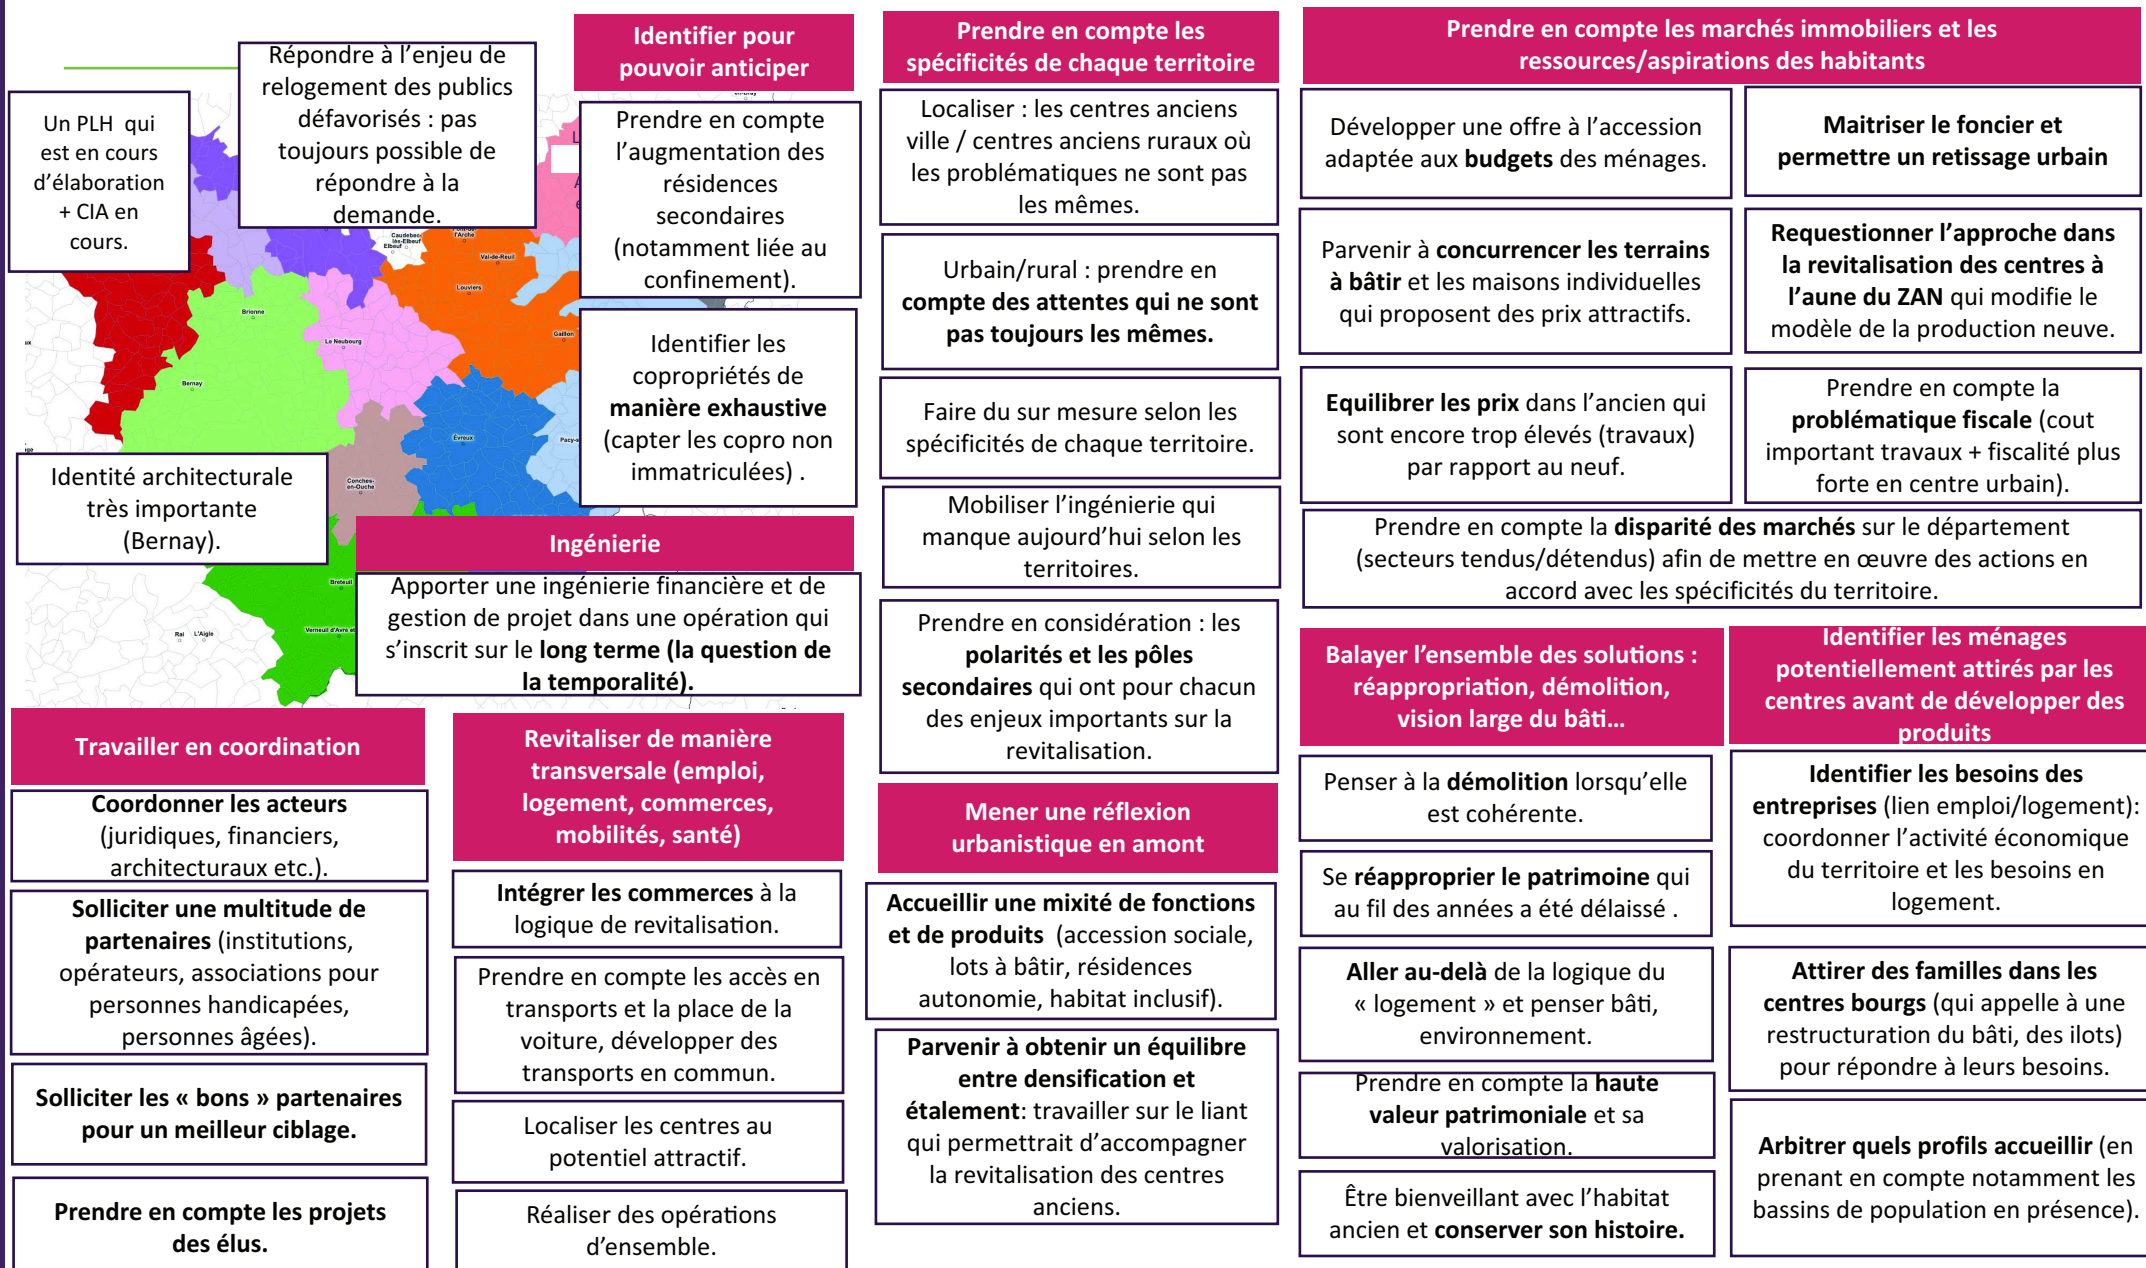 Un PLH qui
est en cours
d’élaboration
+ CIA en
cours.
Répondre à l’enjeu de
relogement des publics
défavorisés : pas
toujours possible de
répondre à la
demande.
Identifier pour
pouvoir anticiper
Prendre en compte
l’augmentation des
résidences
secondaires
(notamment liée au
confinement).
Identifier les
copropriétés de
manière exhaustive
(capter les copro non
immatriculées) .
Identité architecturale
très importante
(Bernay).
Caudebec-
lès-Elbeuf
Elbeuf
Pont-de-
l'Arche
Val-de-Reuil
Louviers
Gaillon
Brionne
Le Neubourg
Bernay
Évreux
Pacy-s
Conches-
en-Ouche
Breteuil
Rai
L'Aigle
Verneuil d'Avre et
Ingénierie
Apporter une ingénierie financière et de
gestion de projet dans une opération qui
s’inscrit sur le long terme (la question de
la temporalité).
Travailler en coordination
Coordonner les acteurs
(juridiques, financiers,
architecturaux etc.).
Solliciter une multitude de
partenaires (institutions,
opérateurs, associations pour
personnes handicapées,
personnes âgées).
Solliciter les « bons » partenaires
pour un meilleur ciblage.
Prendre en compte les projets
des élus.
Revitaliser de manière
transversale (emploi,
logement, commerces,
mobilités, santé)
Intégrer les commerces à la
logique de revitalisation.
Prendre en compte les accès en
transports et la place de la
voiture, développer des
transports en commun.
Localiser les centres au
potentiel attractif.
Réaliser des opérations
d’ensemble.
Prendre en compte les
spécificités de chaque territoire
Localiser : les centres anciens
ville / centres anciens ruraux où
les problématiques ne sont pas
les mêmes.
Urbain/rural : prendre en
compte des attentes qui ne sont
pas toujours les mêmes.
Faire du sur mesure selon les
spécificités de chaque territoire.
Mobiliser l’ingénierie qui
manque aujourd’hui selon les
territoires.
Prendre en considération : les
polarités et les pôles
secondaires qui ont pour chacun
des enjeux importants sur la
revitalisation.
Mener une réflexion
urbanistique en amont
Accueillir une mixité de fonctions
et de produits (accession sociale,
lots à bâtir, résidences
autonomie, habitat inclusif).
Parvenir à obtenir un équilibre
entre densification et
étalement: travailler sur le liant
qui permettrait d’accompagner
la revitalisation des centres
anciens.
Prendre en compte les marchés immobiliers et les
ressources/aspirations des habitants
Développer une offre à l’accession
adaptée aux budgets des ménages.
Parvenir à concurrencer les terrains
à bâtir et les maisons individuelles
qui proposent des prix attractifs.
Equilibrer les prix dans l’ancien qui
sont encore trop élevés (travaux)
par rapport au neuf.
Maitriser le foncier et
permettre un retissage urbain
Requestionner l’approche dans
la revitalisation des centres à
l’aune du ZAN qui modifie le
modèle de la production neuve.
Prendre en compte la
problématique fiscale (cout
important travaux + fiscalité plus
forte en centre urbain).
Prendre en compte la disparité des marchés sur le département
(secteurs tendus/détendus) afin de mettre en œuvre des actions en
accord avec les spécificités du territoire.
Balayer l’ensemble des solutions :
réappropriation, démolition,
vision large du bâti…
Penser à la démolition lorsqu’elle
est cohérente.
Se réapproprier le patrimoine qui
au fil des années a été délaissé .
Aller au-delà de la logique du
« logement » et penser bâti,
environnement.
Prendre en compte la haute
valeur patrimoniale et sa
valorisation.
Être bienveillant avec l’habitat
ancien et conserver son histoire.
Identifier les ménages
potentiellement attirés par les
centres avant de développer des
produits
Identifier les besoins des
entreprises (lien emploi/logement):
coordonner l’activité économique
du territoire et les besoins en
logement.
Attirer des familles dans les
centres bourgs (qui appelle à une
restructuration du bâti, des ilots)
pour répondre à leurs besoins.
Arbitrer quels profils accueillir (en
prenant en compte notamment les
bassins de population en présence).